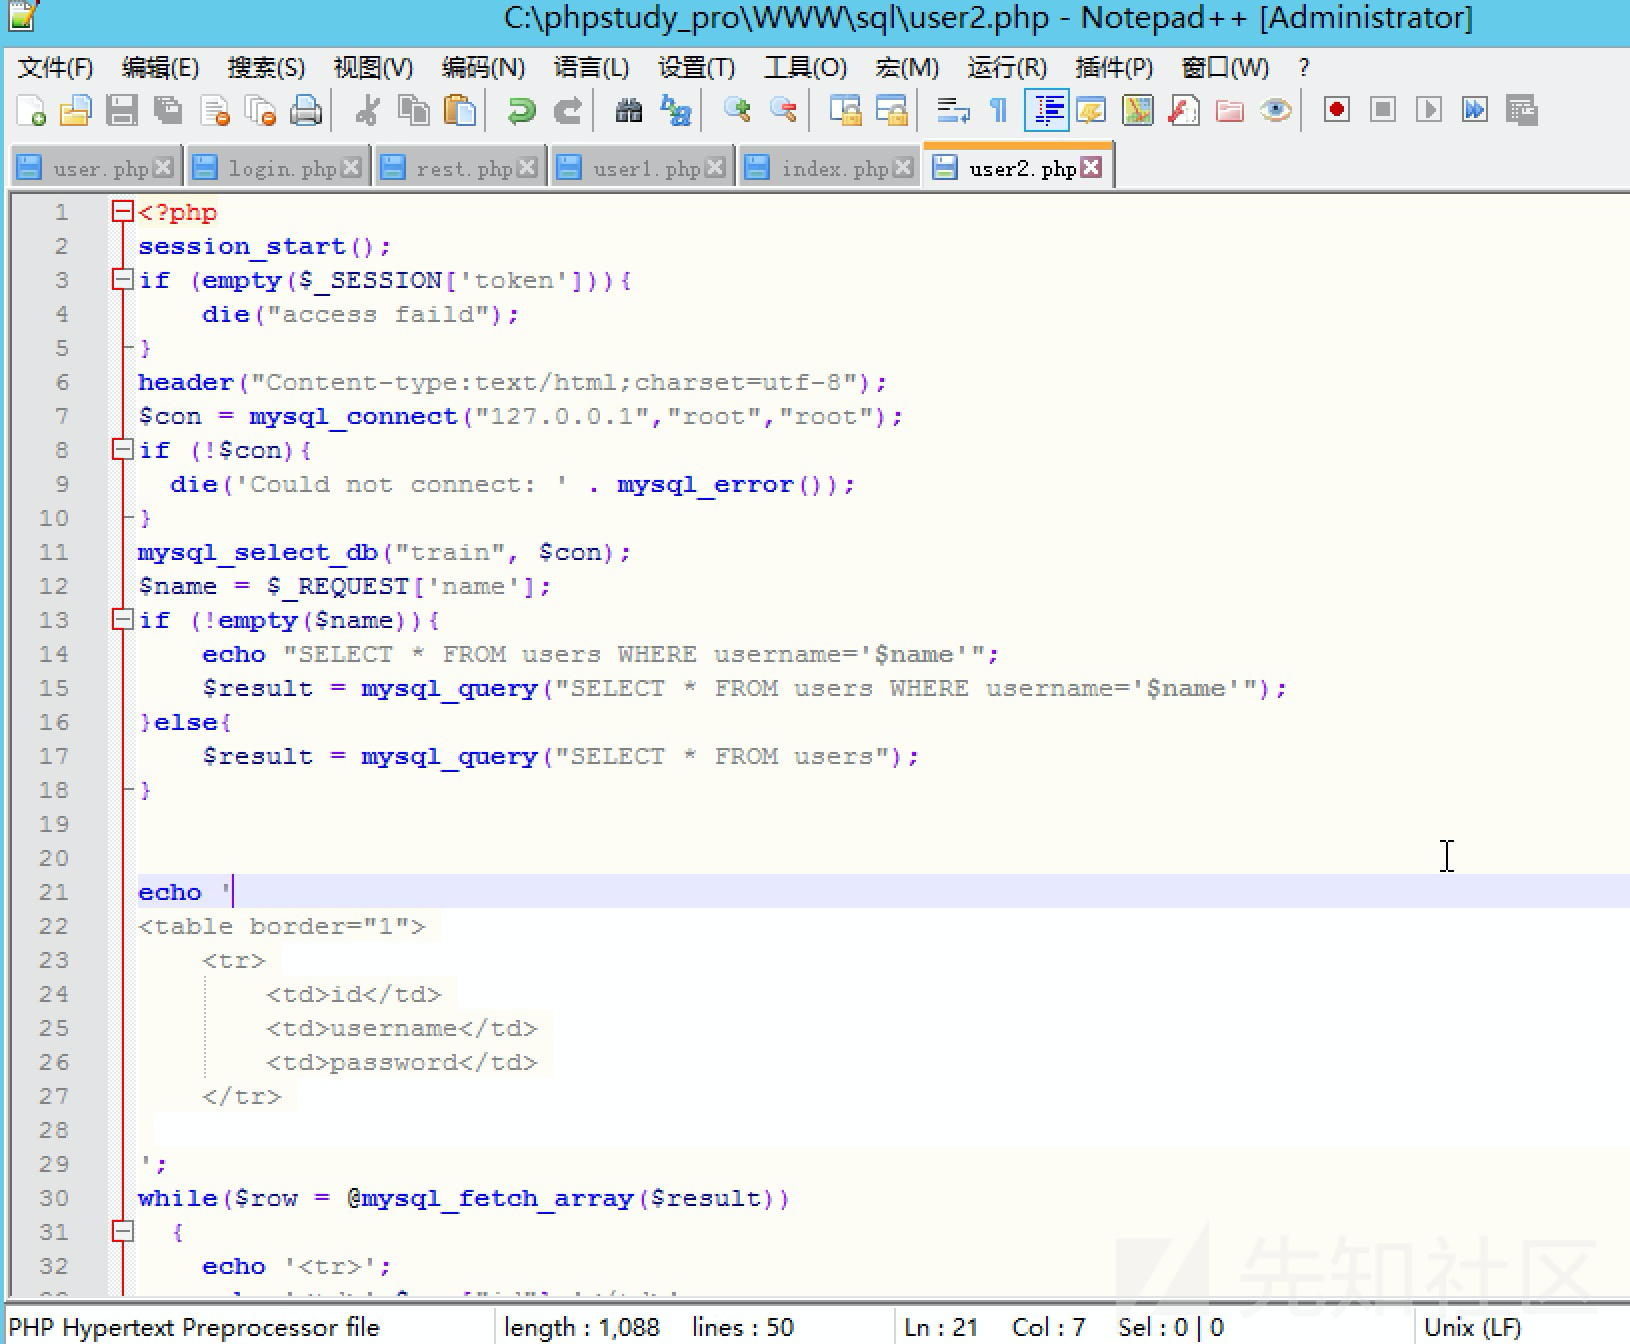 C:\phpstudy_pro\WWW\sql\user2.php - Notepad++ [Administrator]
文件(F) 编辑(E) 搜索(S) 视图(V) 编码(N) 语言(L) 设置(T) 工具(O) 宏(M) 运行(R) 插件(P) 窗口(W) ?
user.php login.php rest.php user1.php index.php user2.php
1 <?php
2 session_start();
3 if (empty($_SESSION['token'])){
4     die("access faild");
5 }
6 header("Content-type:text/html;charset=utf-8");
7 $con = mysql_connect("127.0.0.1","root","root");
8 if (!$con){
9   die('Could not connect: ' . mysql_error());
10 }
11 mysql_select_db("train", $con);
12 $name = $_REQUEST['name'];
13 if (!empty($name)){
14     echo "SELECT * FROM users WHERE username='$name'";
15     $result = mysql_query("SELECT * FROM users WHERE username='$name'");
16 }else{
17     $result = mysql_query("SELECT * FROM users");
18 }
19
20
21 echo '
22 <table border="1">
23     <tr>
24         <td>id</td>
25         <td>username</td>
26         <td>password</td>
27     </tr>
28
29 ';
30 while($row = @mysql_fetch_array($result))
31   {
32     echo '<tr>';
先知社区
PHP Hypertext Preprocessor file length : 1,088 lines : 50 Ln : 21 Col : 7 Sel : 0 | 0 Unix (LF)